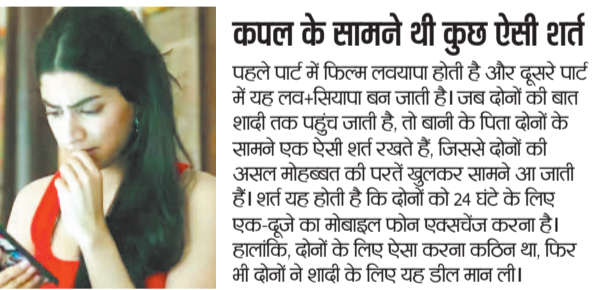 कपल के सामने थी कुछ ऐसी शर्त
पहले पार्ट में फिल्म लवयापा होती है और दूसरे पार्ट
में यह लव+सियापा बन जाती है। जब दोनों की बात
शादी तक पहुंच जाती है, तो बानी के पिता दोनों के
सामने एक ऐसी शर्त रखते हैं, जिससे दोनों की
असल मोहब्बत की परतें खुलकर सामने आ जाती
हैं। शर्त यह होती है कि दोनों को 24 घंटे के लिए
एक-दूजे का मोबाइल फोन एक्सचेंज करना है।
हालांकि, दोनों के लिए ऐसा करना कठिन था, फिर
भी दोनों ने शादी के लिए यह डील मान ली।